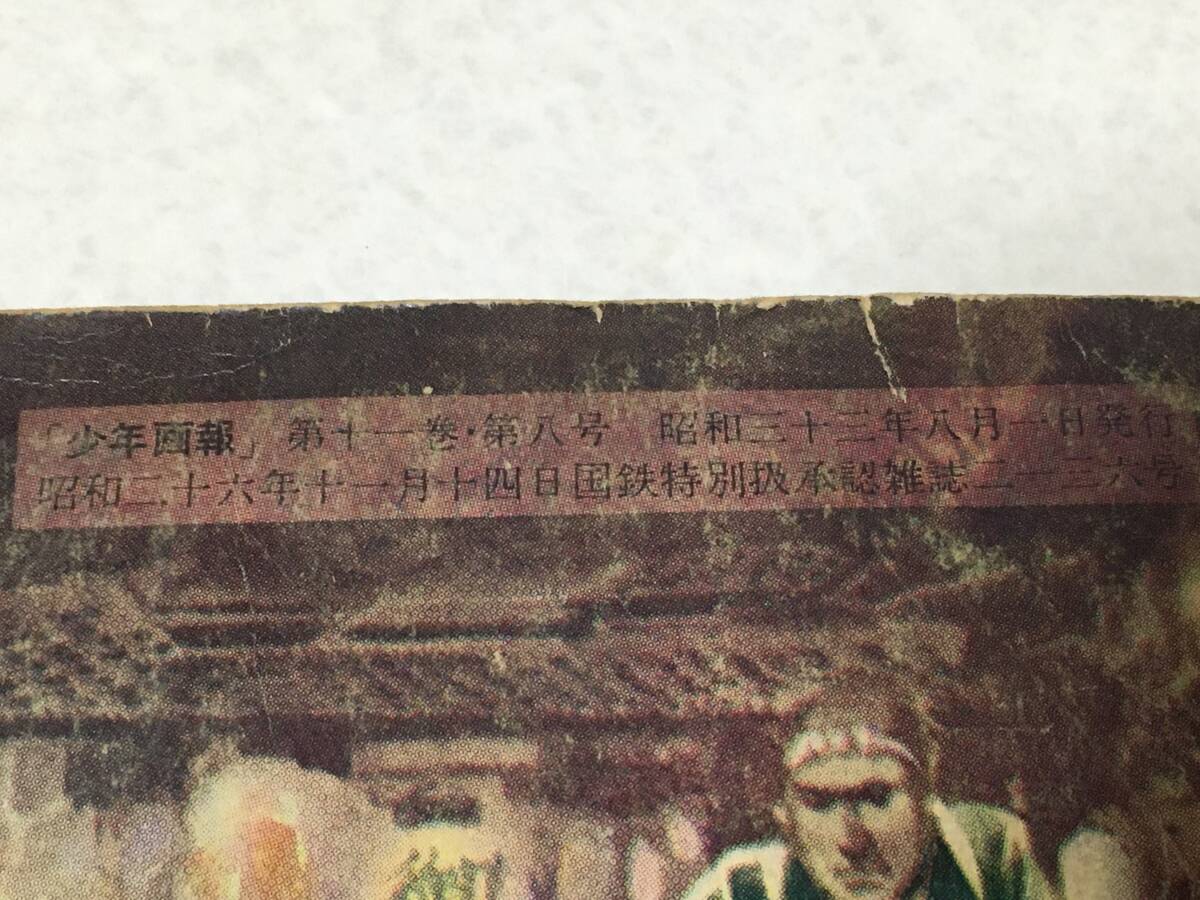 「少年画報」 第十一巻・第八号 昭和三十三年八月一日発行
昭和二十六年十一月十四日国鉄特別扱承認雑誌二一三六号
御